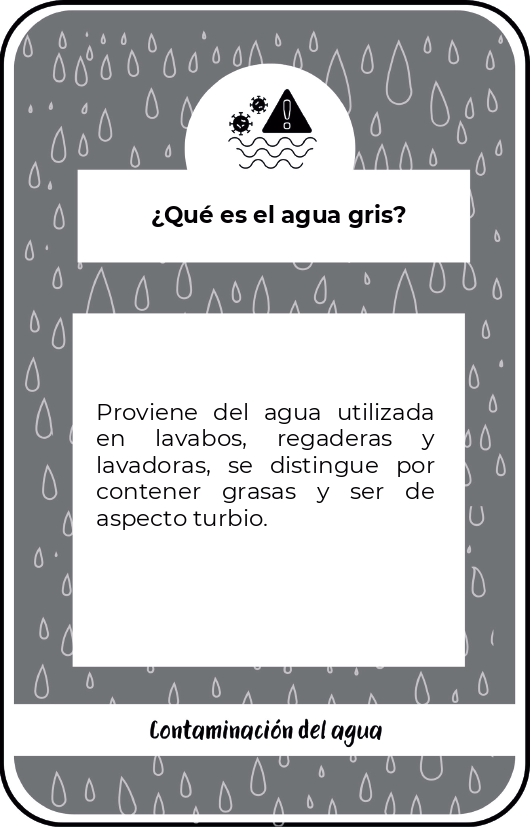 ¿Qué es el agua gris?
Proviene del agua utilizada
en lavabos, regaderas y
lavadoras, se distingue por
contener grasas y ser de
aspecto turbio.
Contaminación del agua